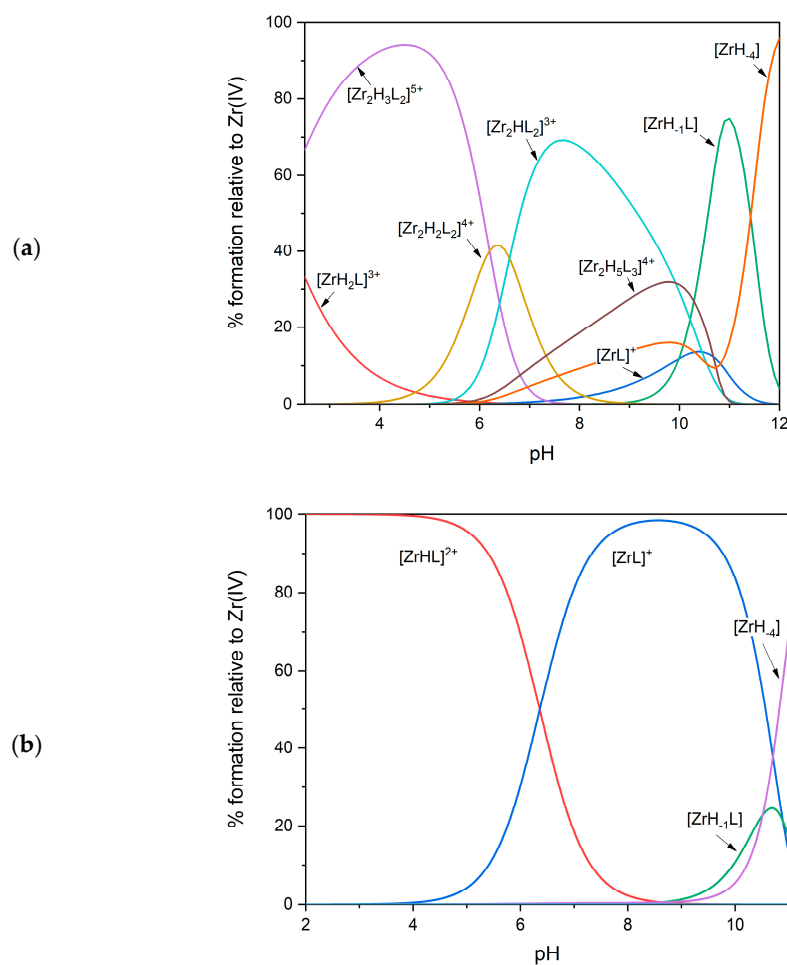 (a)
% formation relative to Zr(IV)
100
80
60
40
20
0
[Zr₂H₃L₂]⁵⁺
[ZrH₂L]³⁺
[Zr₂H₂L₂]⁴⁺
[Zr₂HL₂]³⁺
[Zr₂H₅L₃]⁴⁺
[ZrL]⁺
[ZrH₋₁L]
[ZrH₋₄]
4 6 8 10 12
pH
(b)
% formation relative to Zr(IV)
100
80
60
40
20
0
[ZrHL]²⁺
[ZrL]⁺
[ZrH₋₄]
[ZrH₋₁L]
2 4 6 8 10
pH